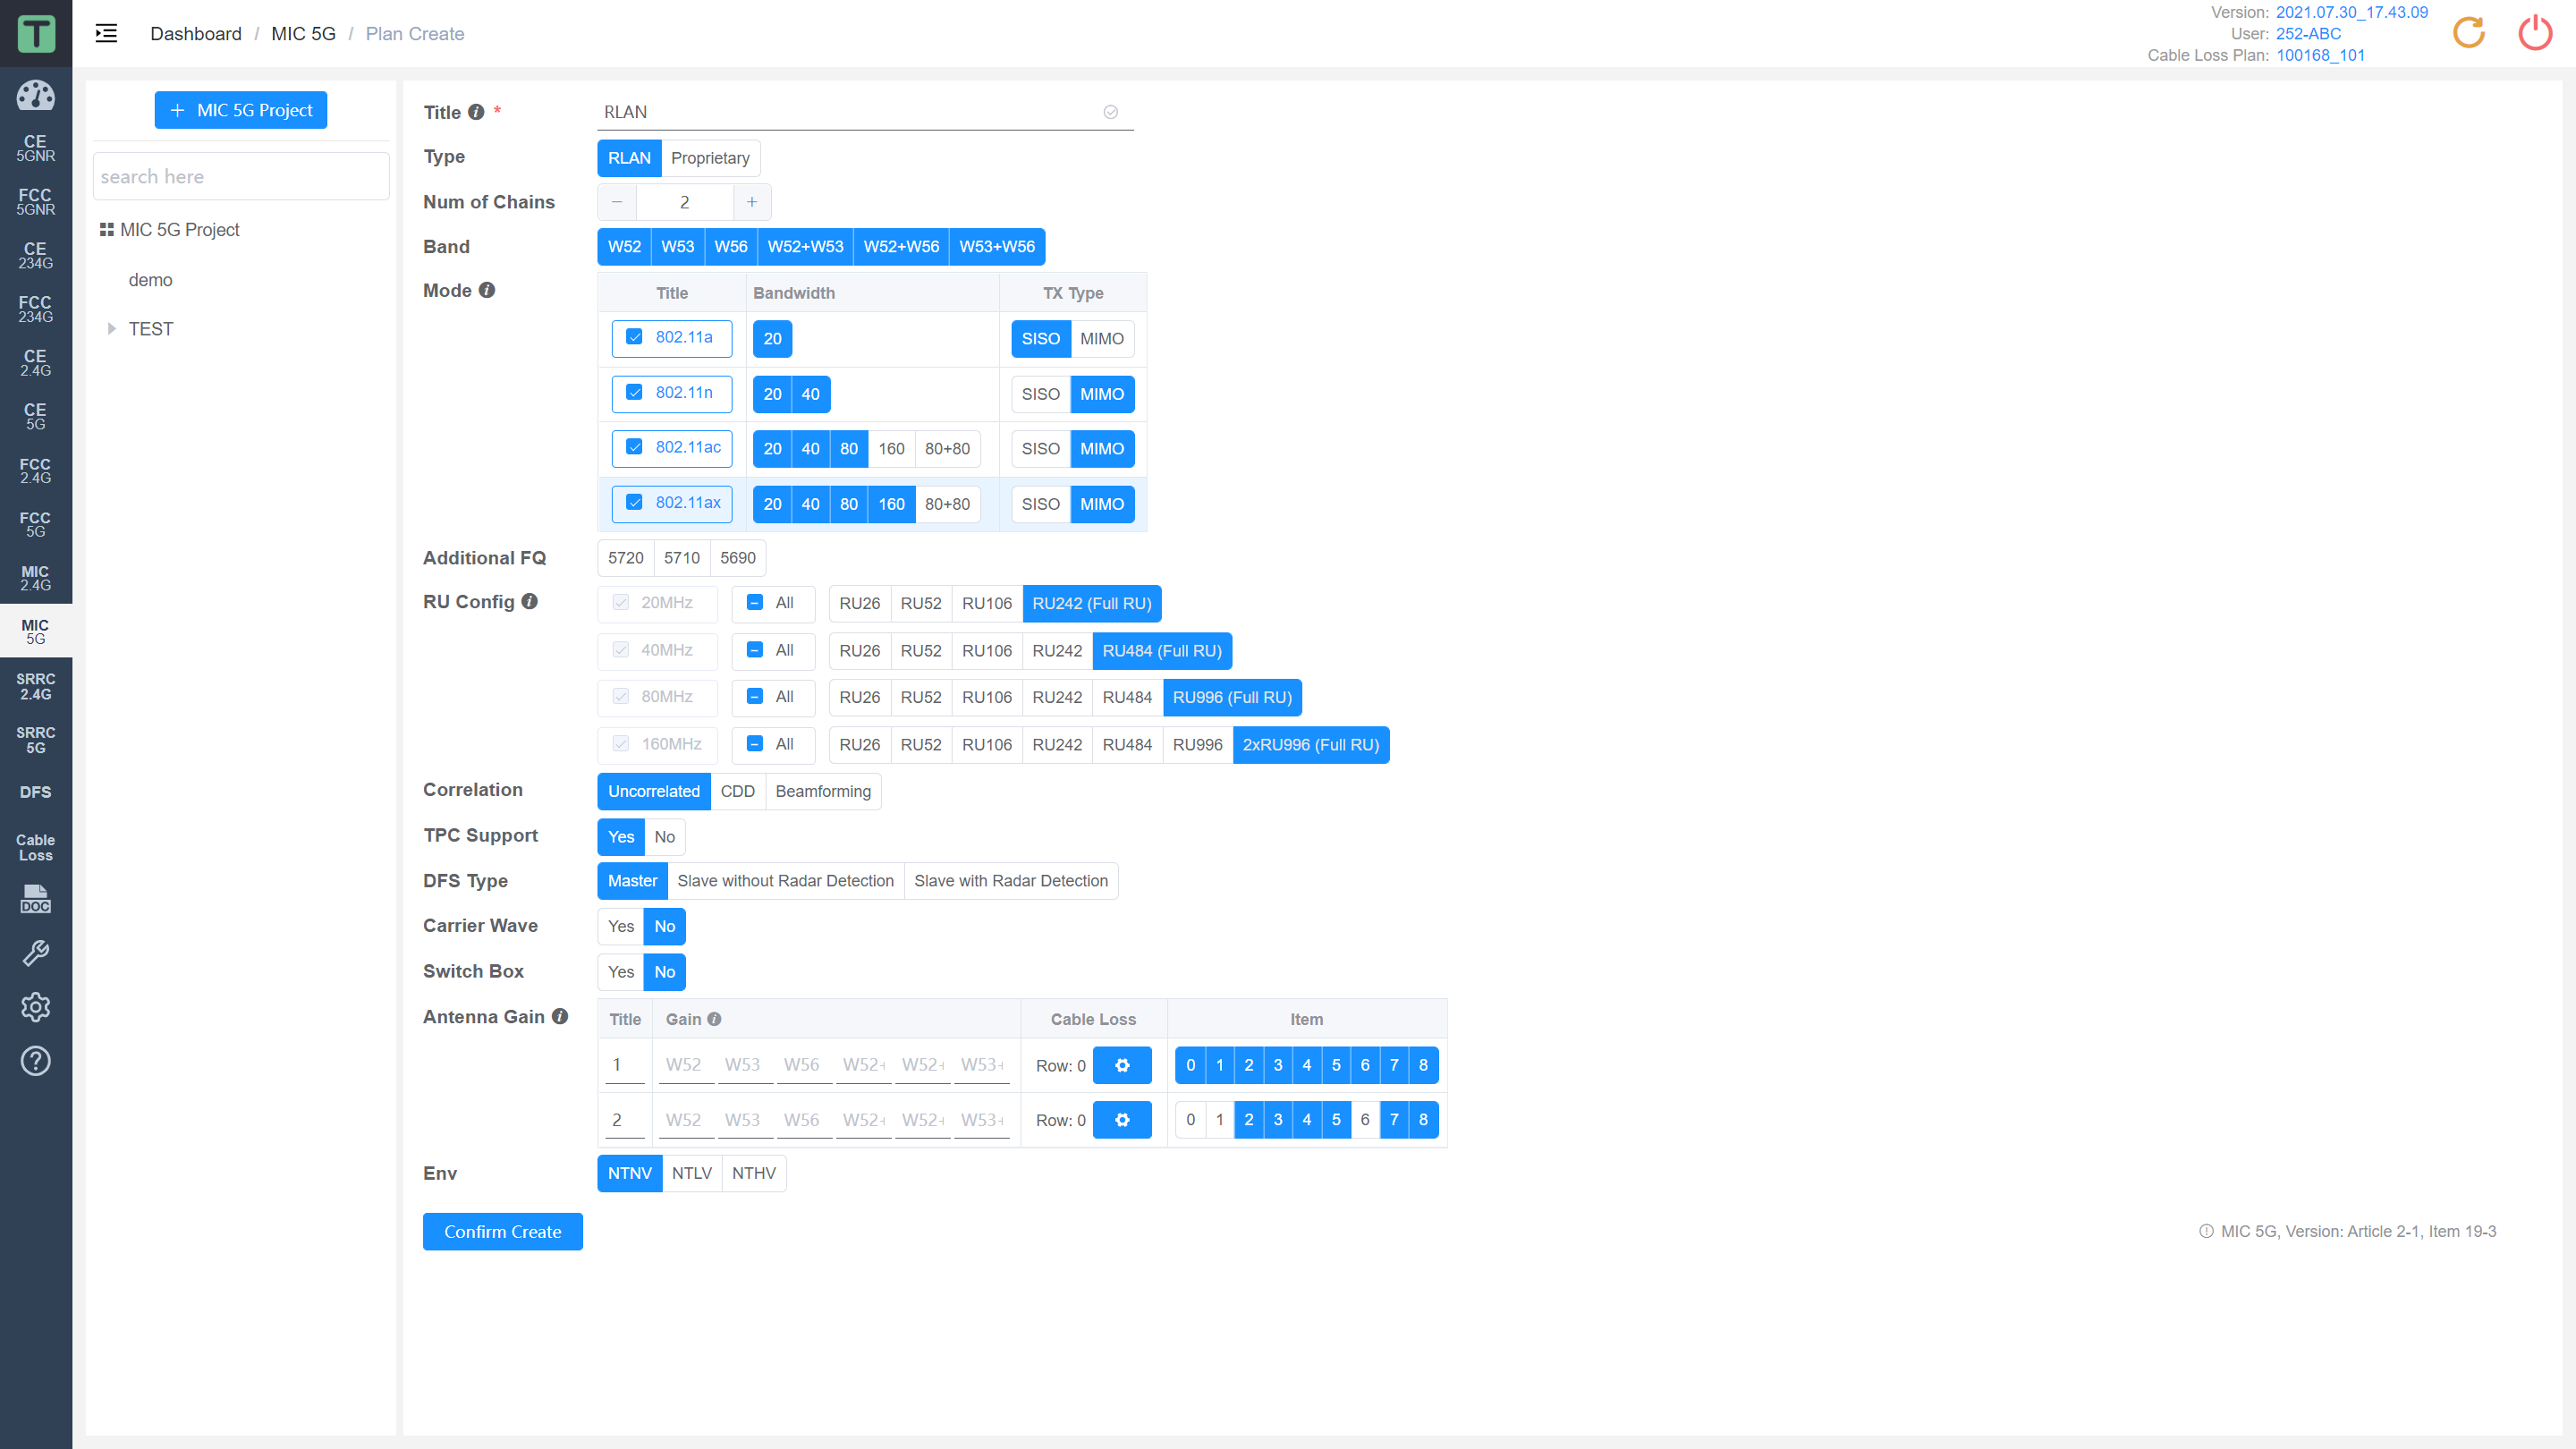 T
Dashboard / MIC 5G / Plan Create
Version: 2021.07.30_17.43.09
User: 252-ABC
Cable Loss Plan: 100168_101
CE
5GNR
FCC
5GNR
CE
234G
FCC
234G
CE
2.4G
CE
5G
FCC
2.4G
FCC
5G
MIC
2.4G
MIC
5G
SRRC
2.4G
SRRC
5G
DFS
Cable
Loss
DOC
+ MIC 5G Project
search here
MIC 5G Project
demo
TEST
Title * RLAN
Type RLAN Proprietary
Num of Chains − 2 +
Band W52 W53 W56 W52+W53 W52+W56 W53+W56
Mode Title Bandwidth TX Type
802.11a 20 SISO MIMO
802.11n 20 40 SISO MIMO
802.11ac 20 40 80 160 80+80 SISO MIMO
802.11ax 20 40 80 160 80+80 SISO MIMO
Additional FQ 5720 5710 5690
RU Config 20MHz All RU26 RU52 RU106 RU242 (Full RU)
40MHz All RU26 RU52 RU106 RU242 RU484 (Full RU)
80MHz All RU26 RU52 RU106 RU242 RU484 RU996 (Full RU)
160MHz All RU26 RU52 RU106 RU242 RU484 RU996 2xRU996 (Full RU)
Correlation Uncorrelated CDD Beamforming
TPC Support Yes No
DFS Type Master Slave without Radar Detection Slave with Radar Detection
Carrier Wave Yes No
Switch Box Yes No
Antenna Gain Title Gain Cable Loss Item
1 W52 W53 W56 W52+ W52+ W53+ Row: 0 0 1 2 3 4 5 6 7 8
2 W52 W53 W56 W52+ W52+ W53+ Row: 0 0 1 2 3 4 5 6 7 8
Env NTNV NTLV NTHV
Confirm Create
MIC 5G, Version: Article 2-1, Item 19-3